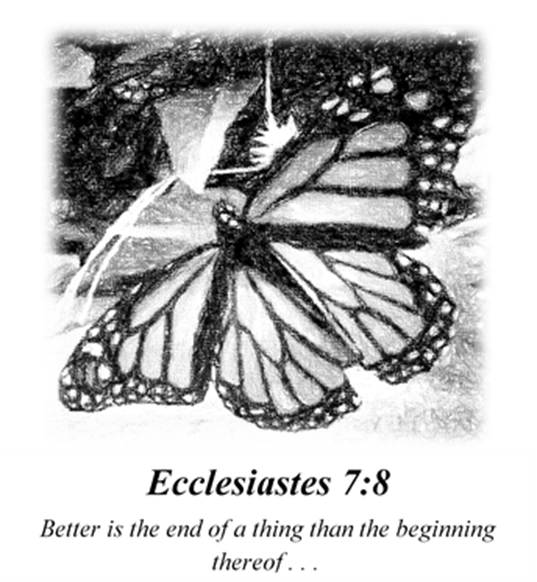 Ecclesiastes 7:8
Better is the end of a thing than the beginning
thereof . . .